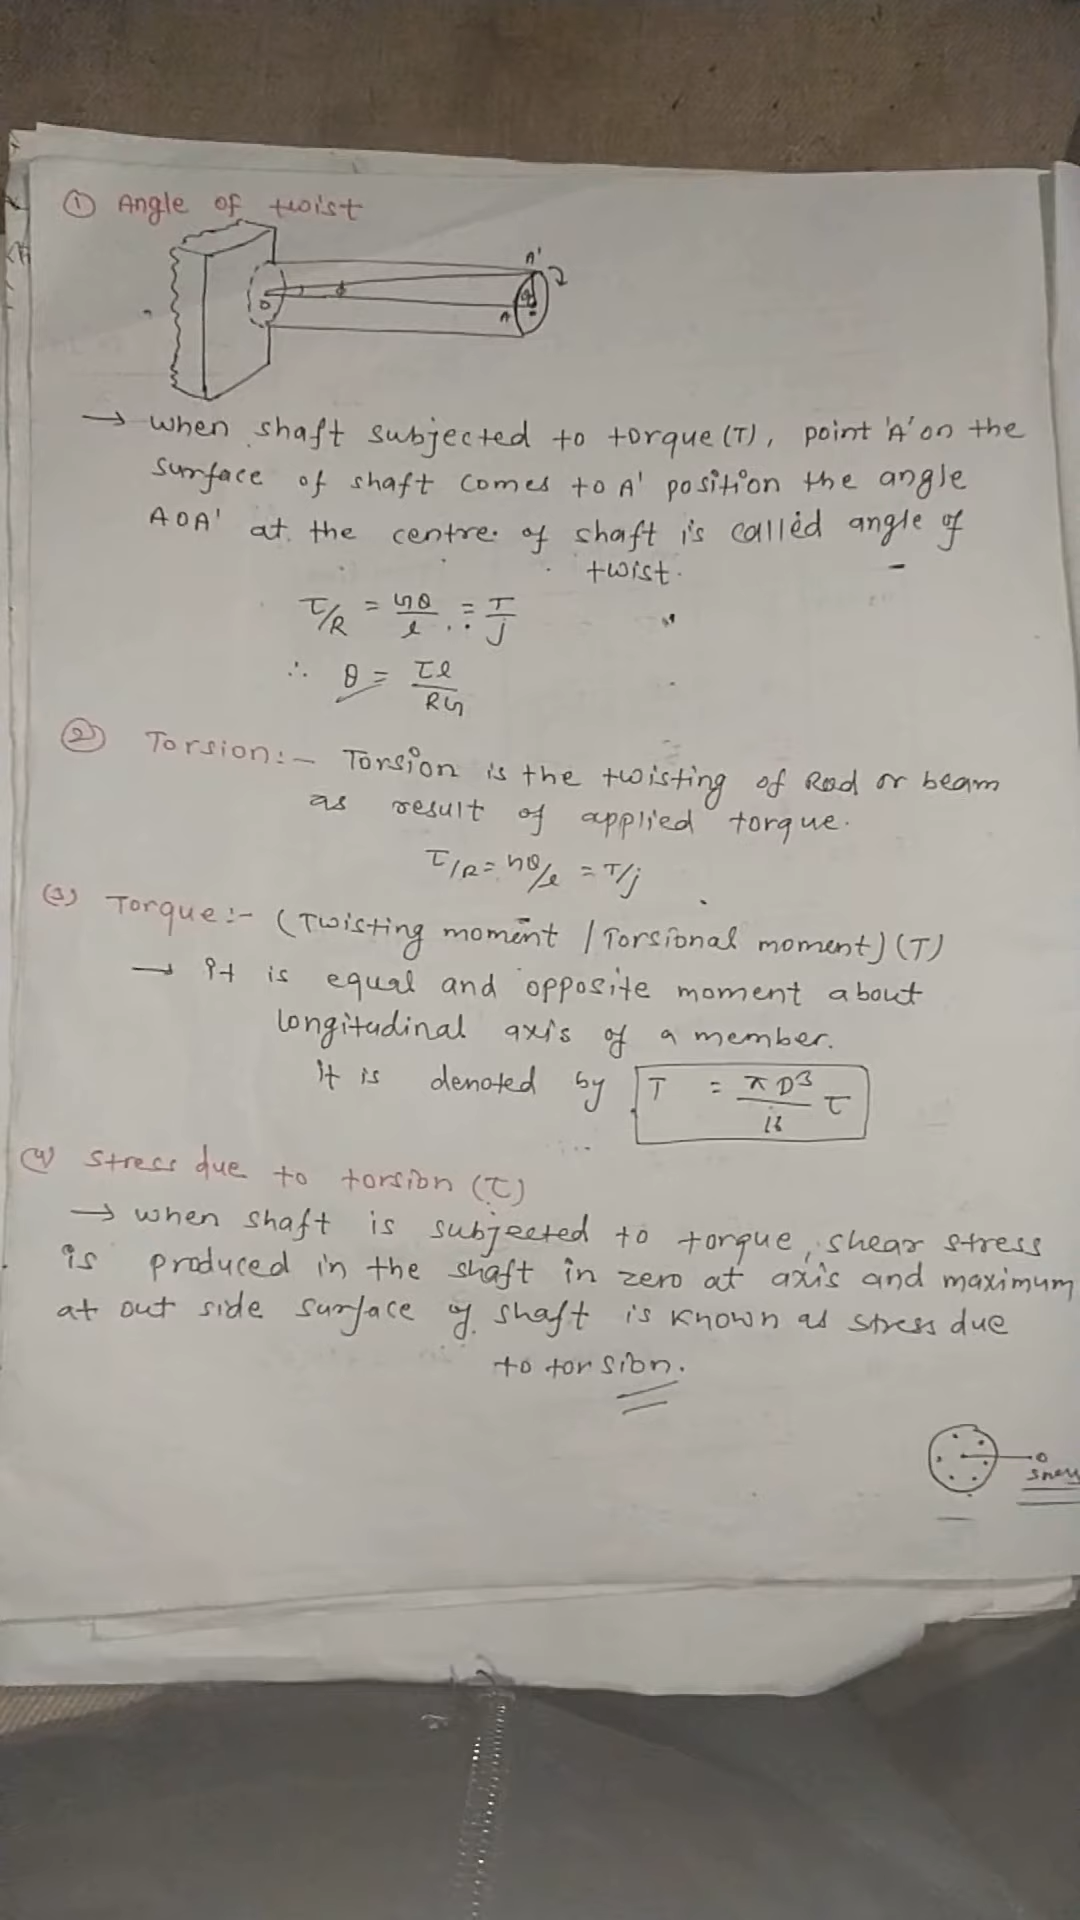 ① Angle of twist
A'
φ
O
θ
A
→ When shaft subjected to torque (T), point 'A' on the
surface of shaft comes to A' position the angle
AOA' at the centre of shaft is called angle of
twist.
τ/R = Gθ/l = T/J
∴ θ = τl/RG
② Torsion:- Torsion is the twisting of Rod or beam
as result of applied torque.
τ/R = Gθ/l = T/J
(3) Torque:- (Twisting moment / Torsional moment) (T)
→ It is equal and opposite moment about
longitudinal axis of a member.
It is denoted by T = πD³/16 τ
(4) Stress due to torsion (τ)
→ When shaft is subjected to torque, shear stress
is produced in the shaft in zero at axis and maximum
at out side surface of shaft is known as stress due
to torsion.
0